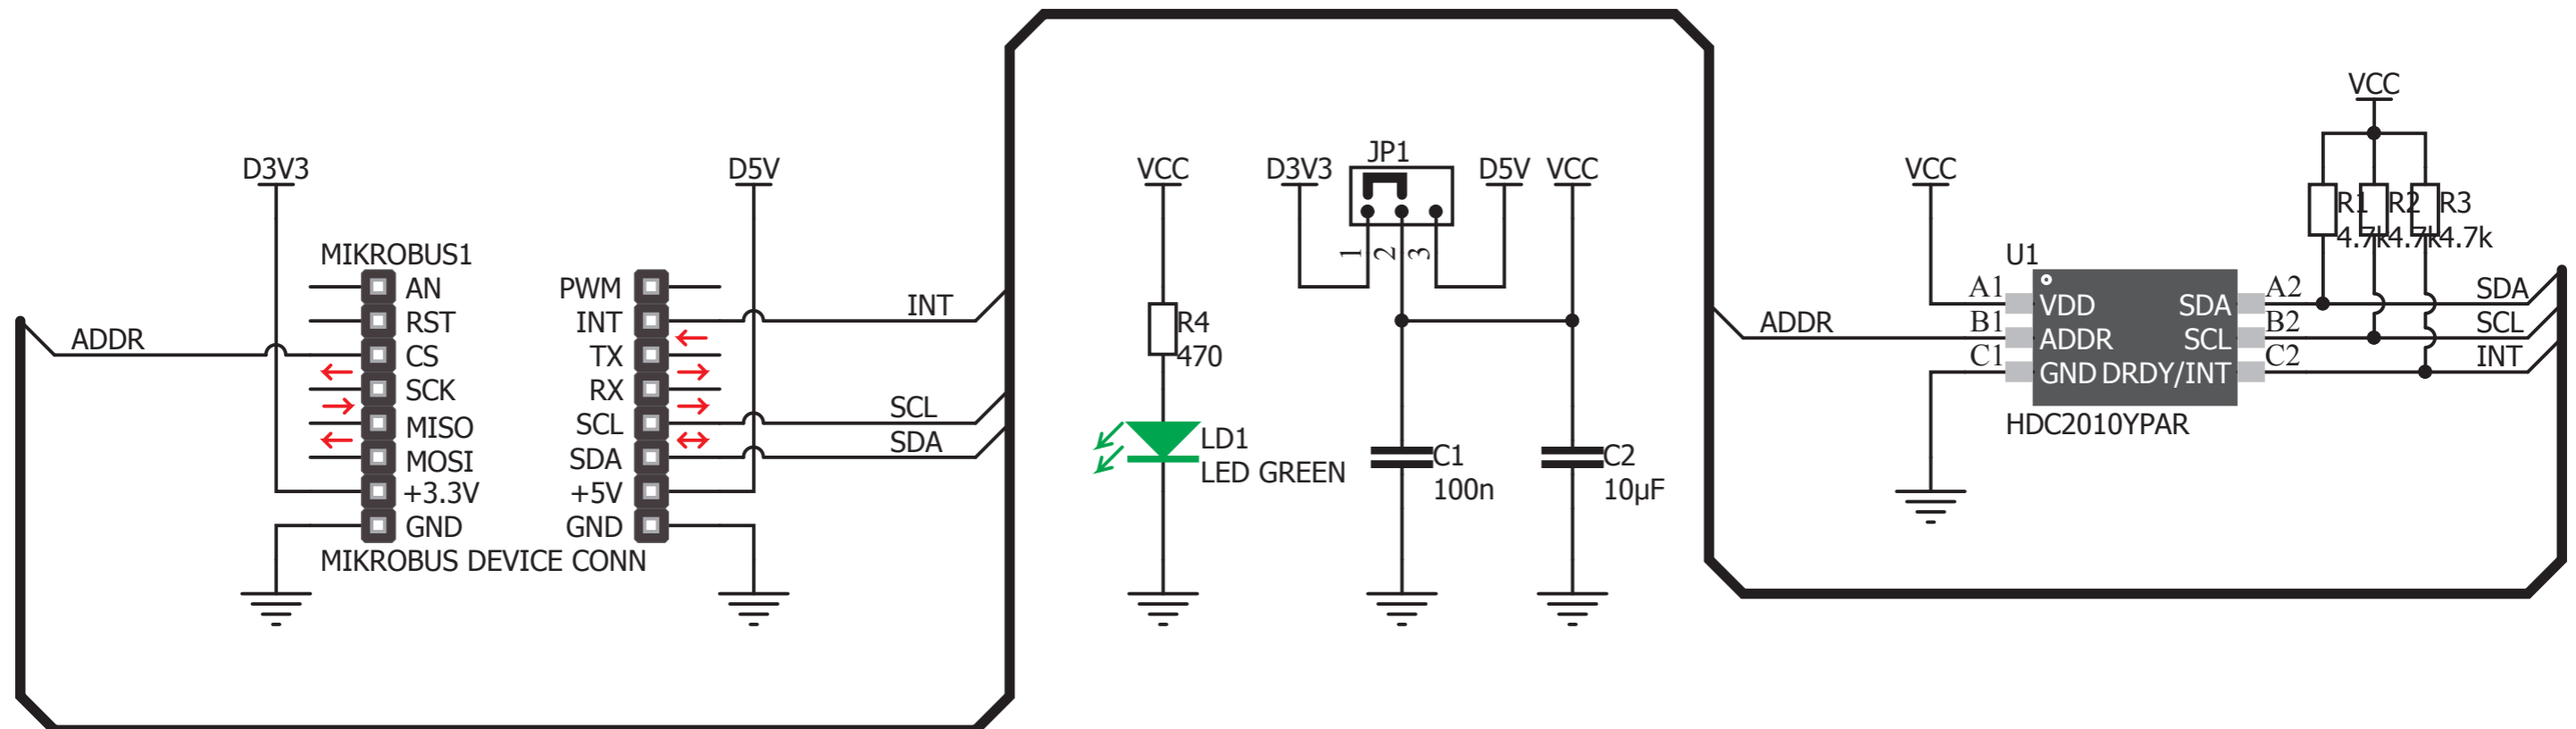 D3V3
D5V
MIKROBUS1
AN
RST
CS
SCK
MISO
MOSI
+3.3V
GND
PWM
INT
TX
RX
SCL
SDA
+5V
GND
MIKROBUS DEVICE CONN
ADDR
INT
SCL
SDA
VCC
R4
470
LD1
LED GREEN
JP1
D3V3
D5V
VCC
1
2
3
C1
100n
C2
10µF
ADDR
VCC
VCC
R1
4.7k
R2
4.7k
R3
4.7k
U1
A1
B1
C1
VDD
ADDR
GND
SDA
SCL
DRDY/INT
A2
B2
C2
SDA
SCL
INT
HDC2010YPAR